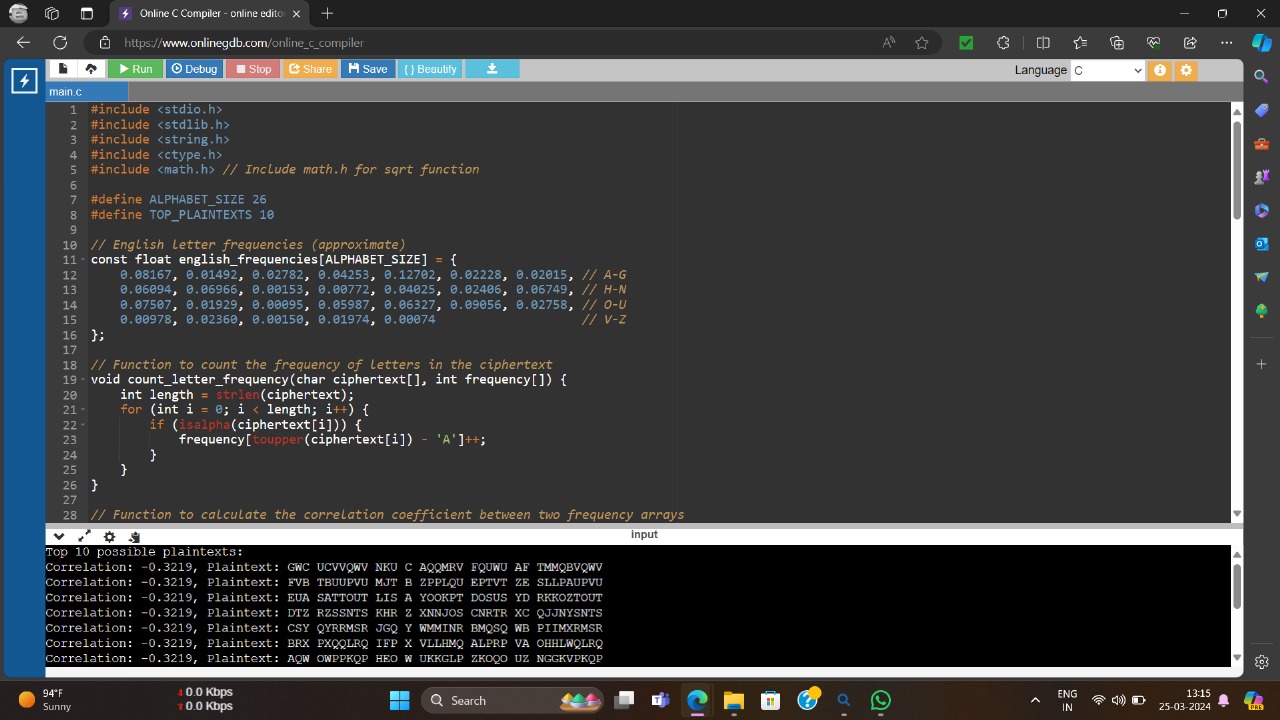 Online C Compiler - online edito
https://www.onlinegdb.com/online_c_compiler
Run Debug Stop Share Save { } Beautify
Language C
main.c
1 #include <stdio.h>
2 #include <stdlib.h>
3 #include <string.h>
4 #include <ctype.h>
5 #include <math.h> // Include math.h for sqrt function
6
7 #define ALPHABET_SIZE 26
8 #define TOP_PLAINTEXTS 10
9
10 // English letter frequencies (approximate)
11 const float english_frequencies[ALPHABET_SIZE] = {
12 0.08167, 0.01492, 0.02782, 0.04253, 0.12702, 0.02228, 0.02015, // A-G
13 0.06094, 0.06966, 0.00153, 0.00772, 0.04025, 0.02406, 0.06749, // H-N
14 0.07507, 0.01929, 0.00095, 0.05987, 0.06327, 0.09056, 0.02758, // O-U
15 0.00978, 0.02360, 0.00150, 0.01974, 0.00074 // V-Z
16 };
17
18 // Function to count the frequency of letters in the ciphertext
19 void count_letter_frequency(char ciphertext[], int frequency[]) {
20 int length = strlen(ciphertext);
21 for (int i = 0; i < length; i++) {
22 if (isalpha(ciphertext[i])) {
23 frequency[toupper(ciphertext[i]) - 'A']++;
24 }
25 }
26 }
27
28 // Function to calculate the correlation coefficient between two frequency arrays
input
Top 10 possible plaintexts:
Correlation: -0.3219, Plaintext: GWC UCVVQWV NKU C AQQMRV FQUWU AF TMMQBVQWV
Correlation: -0.3219, Plaintext: FVB TBUUPVU MJT B ZPPLQU EPTVT ZE SLLPAUPVU
Correlation: -0.3219, Plaintext: EUA SATTOUT LIS A YOOKPT DOSUS YD RKKOZTOUT
Correlation: -0.3219, Plaintext: DTZ RZSSNTS KHR Z XNNJOS CNRTR XC QJJNYSNTS
Correlation: -0.3219, Plaintext: CSY QYRRMSR JGQ Y WMMINR BMQSQ WB PIIMXRMSR
Correlation: -0.3219, Plaintext: BRX PXQQLRQ IFP X VLLHMQ ALPRP VA OHHLWQLRQ
Correlation: -0.3219, Plaintext: AQW OWPPKQP HEO W UKKGLP ZKOQO UZ NGGKVPKQP
94°F
Sunny
0.0 Kbps
0.0 Kbps
Search
ENG
IN
13:15
25-03-2024